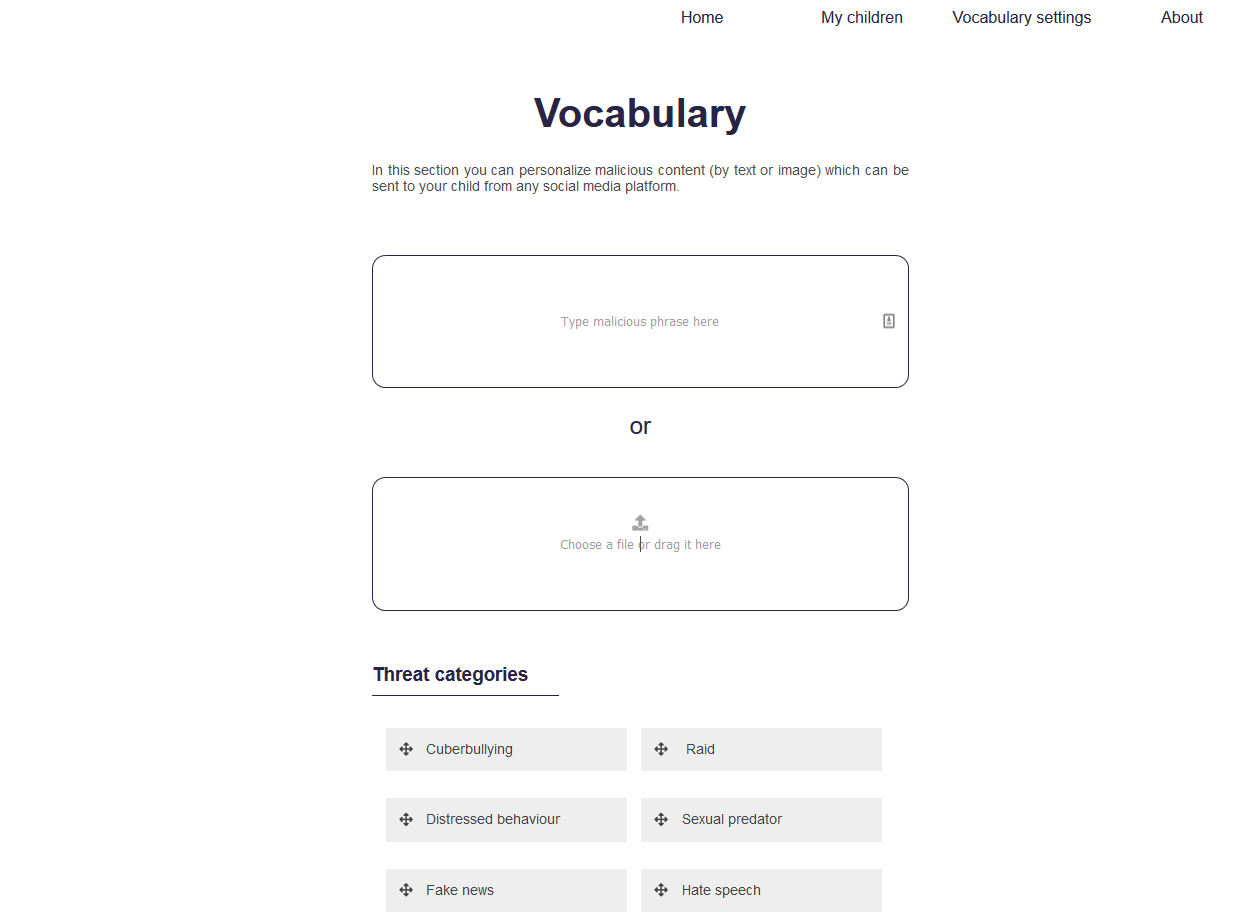 Home My children Vocabulary settings About
Vocabulary
In this section you can personalize malicious content (by text or image) which can be
sent to your child from any social media platform.
Type malicious phrase here
or
Choose a file or drag it here
Threat categories
Cuberbullying Raid
Distressed behaviour Sexual predator
Fake news Hate speech